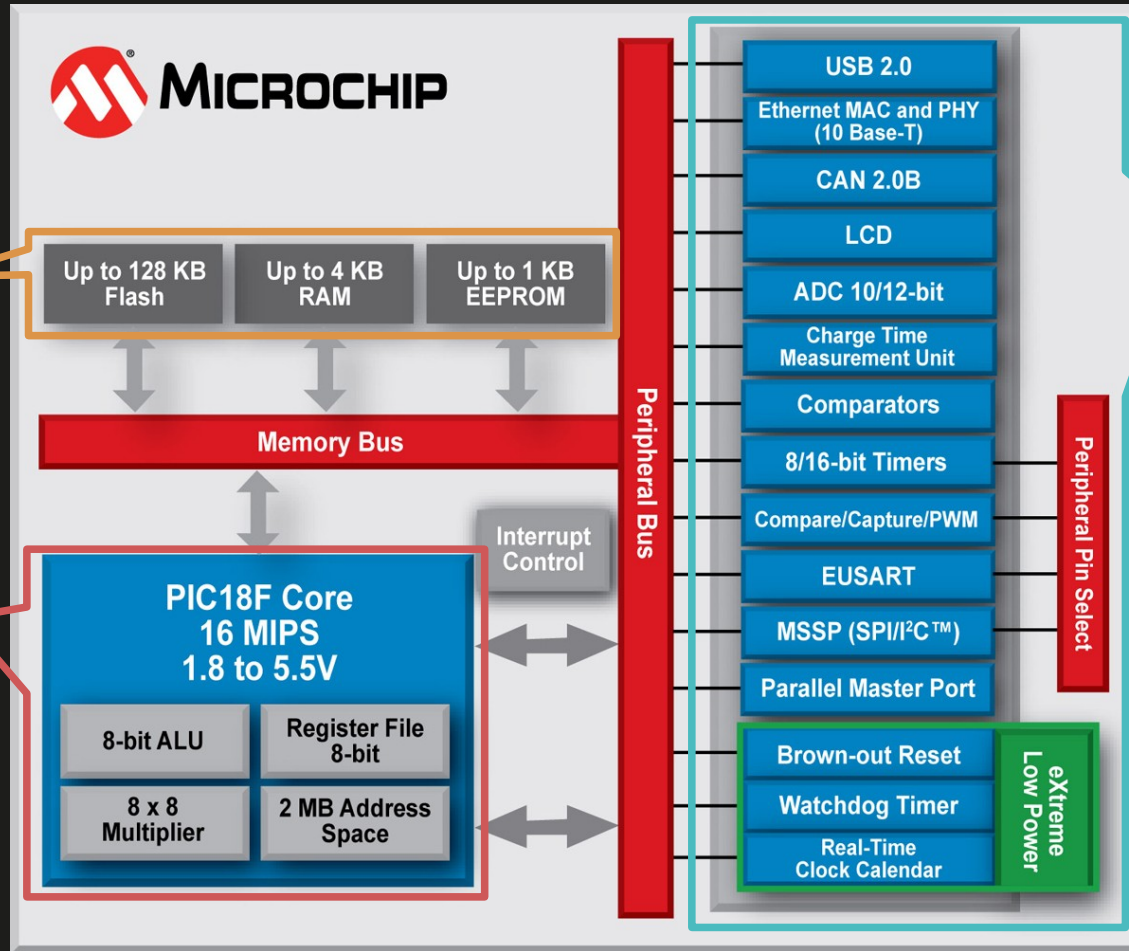 MICROCHIP
®
Up to 128 KB
Flash
Up to 4 KB
RAM
Up to 1 KB
EEPROM
Memory Bus
Interrupt
Control
PIC18F Core
16 MIPS
1.8 to 5.5V
8-bit ALU
Register File
8-bit
8 x 8
Multiplier
2 MB Address
Space
Peripheral Bus
USB 2.0
Ethernet MAC and PHY
(10 Base-T)
CAN 2.0B
LCD
ADC 10/12-bit
Charge Time
Measurement Unit
Comparators
8/16-bit Timers
Compare/Capture/PWM
EUSART
MSSP (SPI/I²C™)
Parallel Master Port
Brown-out Reset
Watchdog Timer
Real-Time
Clock Calendar
eXtreme
Low Power
Peripheral Pin Select